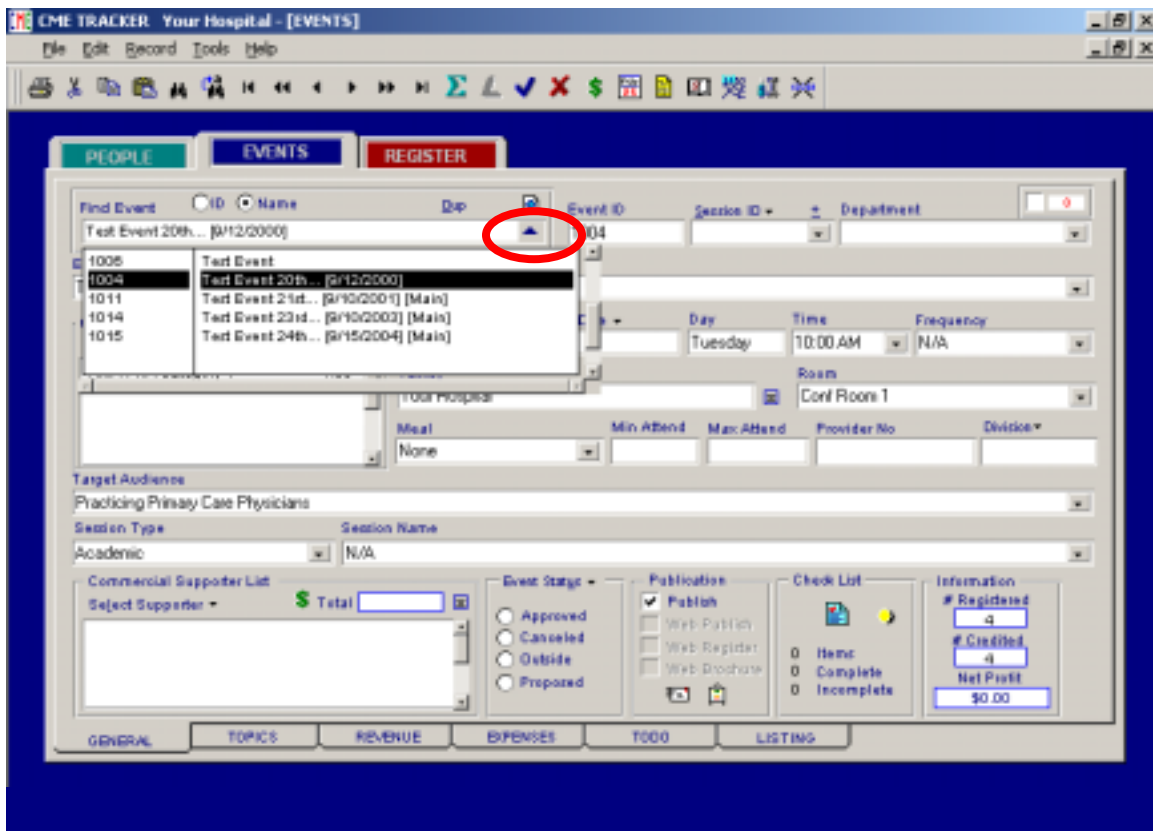 CME TRACKER Your Hospital - [EVENTS]
File Edit Record Tools Help
PEOPLE EVENTS REGISTER
Find Event ID Name Dup Event ID Session ID ± Department 0
Test Event 20th... [9/12/2000] 1004
1006 Test Event
1004 Test Event 20th... [9/12/2000]
1011 Test Event 21st... [9/10/2001] [Main]
1014 Test Event 23rd... [9/10/2003] [Main]
1015 Test Event 24th... [9/15/2004] [Main]
Day Time Frequency
Tuesday 10:00 AM N/A
Room
Your Hospital Conf Room 1
Meal Min Attend Max Attend Provider No Division
None
Target Audience
Practicing Primary Care Physicians
Session Type Session Name
Academic N/A
Commercial Supporter List Event Status Publication Check List Information
Select Supporter $ Total Publish # Registered
Approved Web Publish 4
Canceled Web Register 0 Items # Credited
Outside Web Brochure 0 Complete 4
Proposed 0 Incomplete Net Profit
$0.00
GENERAL TOPICS REVENUE EXPENSES TODO LISTING